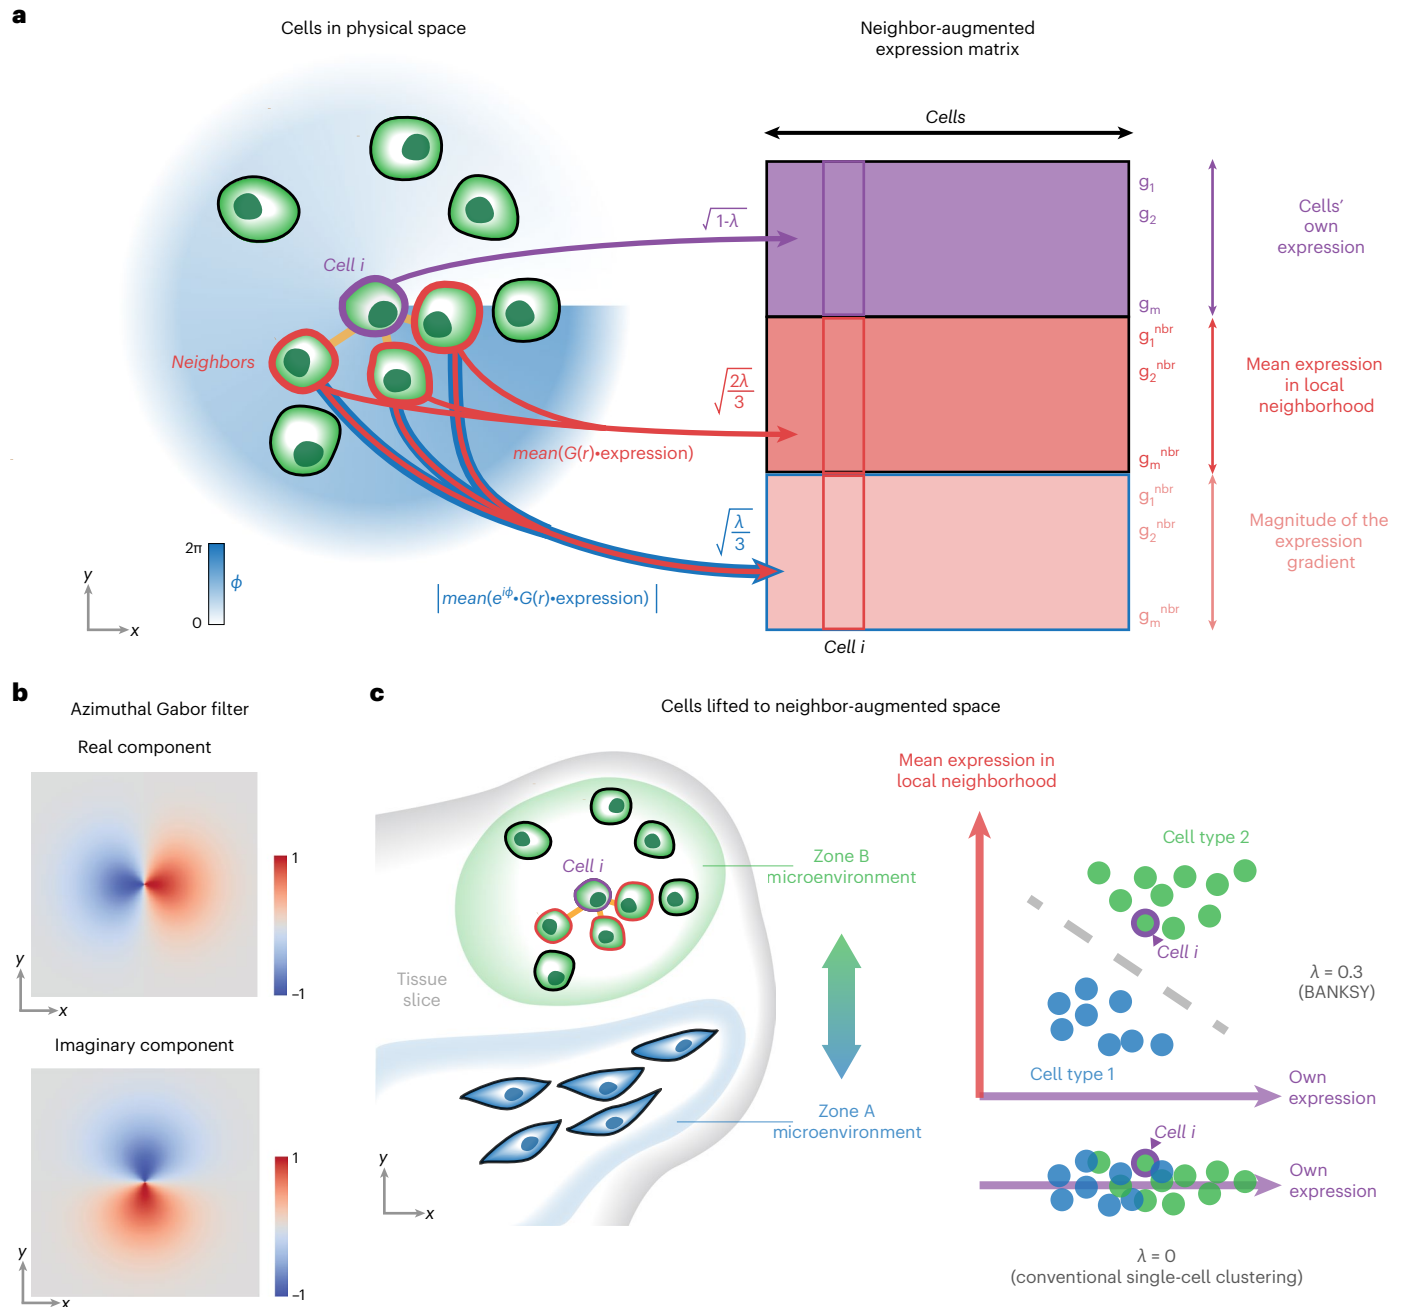 a
Cells in physical space
Neighbor-augmented
expression matrix
Cells
√1-λ
g1
g2
gm
Cells’
own
expression
Cell i
Neighbors
√2λ/3
g1nbr
g2nbr
gmnbr
Mean expression
in local
neighborhood
mean(G(r)•expression)
√λ/3
g1nbr
g2nbr
gmnbr
Magnitude of the
expression
gradient
|mean(eiϕ•G(r)•expression)|
2π
ϕ
0
y
x
Cell i
b
Azimuthal Gabor filter
Real component
1
–1
y
x
Imaginary component
1
–1
y
x
c
Cells lifted to neighbor-augmented space
Cell i
Tissue
slice
Zone B
microenvironment
Zone A
microenvironment
y
x
Mean expression in
local neighborhood
Cell type 2
Cell i
λ = 0.3
(BANKSY)
Cell type 1
Own
expression
Cell i
Own
expression
λ = 0
(conventional single-cell clustering)